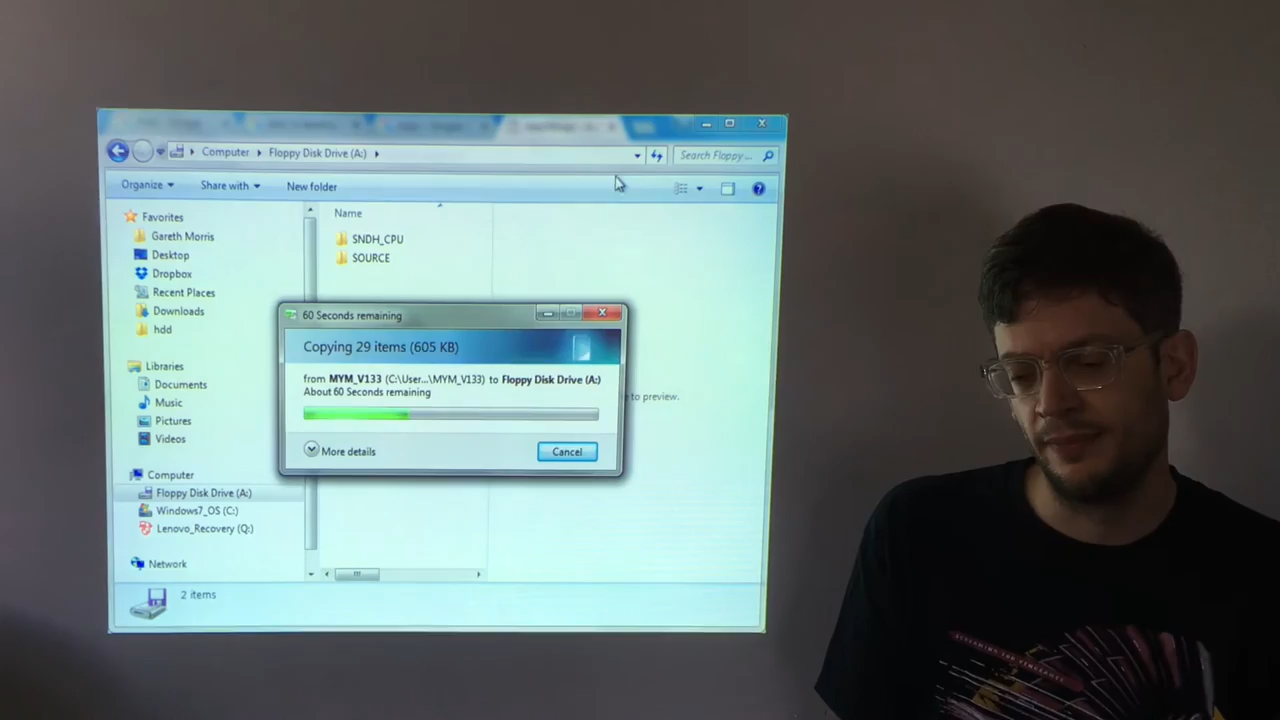 Computer Floppy Disk Drive (A:) Search Floppy ...
Organize Share with New folder
Favorites
Gareth Morris
Desktop
Dropbox
Recent Places
Downloads
hdd
Libraries
Documents
Music
Pictures
Videos
Computer
Floppy Disk Drive (A:)
Windows7_OS (C:)
Lenovo_Recovery (Q:)
Network
Name
SNDH_CPU
SOURCE
60 Seconds remaining
Copying 29 items (605 KB)
from MYM_V133 (C:\User...\MYM_V133) to Floppy Disk Drive (A:)
About 60 Seconds remaining
More details Cancel
to preview.
2 items
SCREAMING FOR VENGEANCE